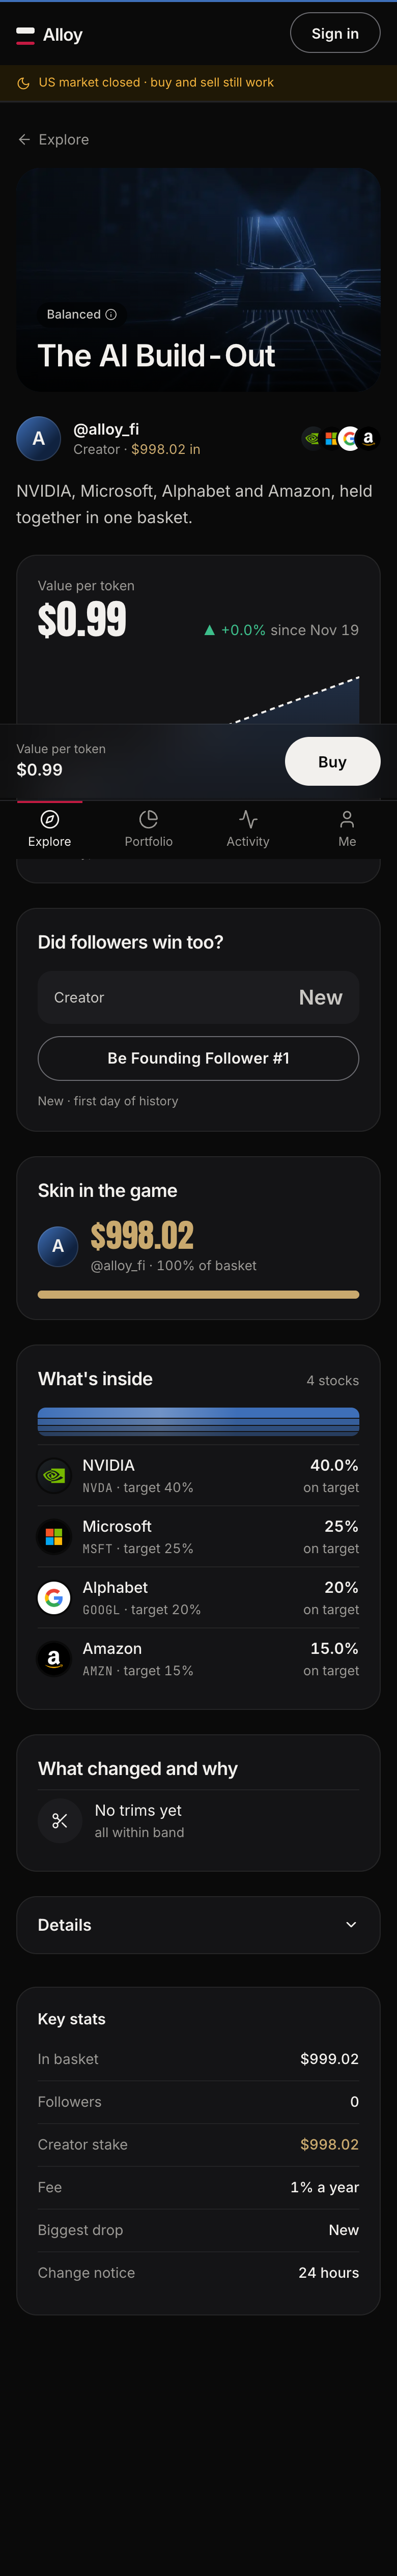 Alloy
Sign in
US market closed · buy and sell still work
Explore
Balanced
The AI Build-Out
A
@alloy_fi
Creator · $998.02 in
NVIDIA, Microsoft, Alphabet and Amazon, held
together in one basket.
Value per token
$0.99
▲ +0.0% since Nov 19
Value per token
$0.99
Buy
Explore
Portfolio
Activity
Me
Did followers win too?
Creator
New
Be Founding Follower #1
New · first day of history
Skin in the game
A
$998.02
@alloy_fi · 100% of basket
What's inside
4 stocks
NVIDIA
40.0%
NVDA · target 40%
on target
Microsoft
25%
MSFT · target 25%
on target
Alphabet
20%
GOOGL · target 20%
on target
Amazon
15.0%
AMZN · target 15%
on target
What changed and why
No trims yet
all within band
Details
Key stats
In basket
$999.02
Followers
0
Creator stake
$998.02
Fee
1% a year
Biggest drop
New
Change notice
24 hours